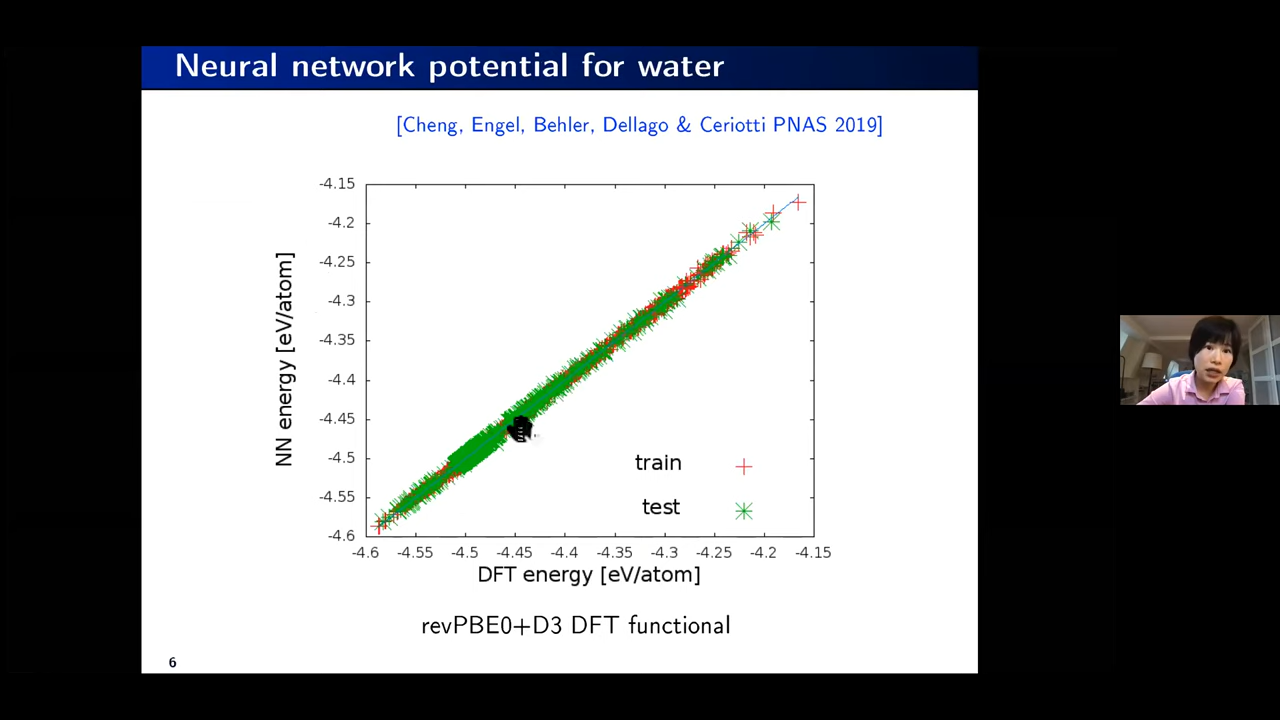 Neural network potential for water
[Cheng, Engel, Behler, Dellago & Ceriotti PNAS 2019]
-4.15
-4.2
-4.25
-4.3
-4.35
-4.4
-4.45
-4.5
-4.55
-4.6
NN energy [eV/atom]
train
test
-4.6 -4.55 -4.5 -4.45 -4.4 -4.35 -4.3 -4.25 -4.2 -4.15
DFT energy [eV/atom]
revPBE0+D3 DFT functional
6